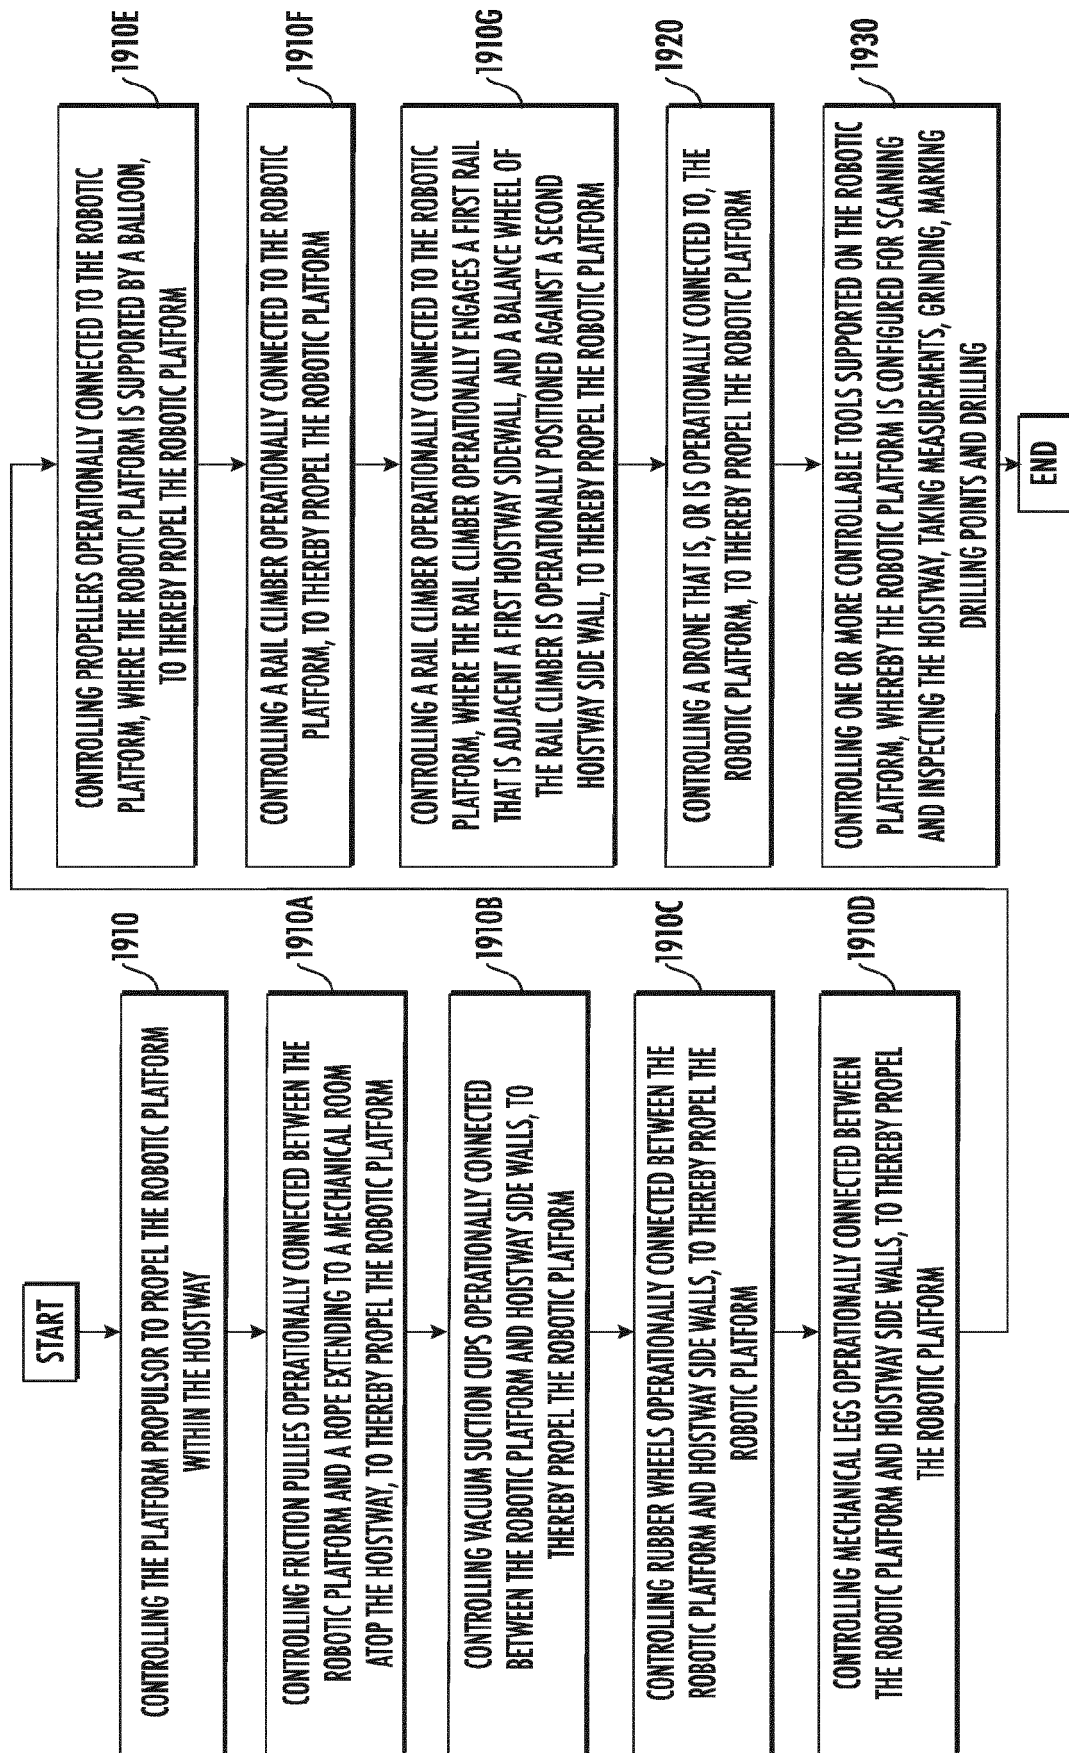 START
CONTROLLING THE PLATFORM PROPULSOR TO PROPEL THE ROBOTIC PLATFORM
WITHIN THE HOISTWAY
1910
CONTROLLING FRICTION PULLIES OPERATIONALLY CONNECTED BETWEEN THE
ROBOTIC PLATFORM AND A ROPE EXTENDING TO A MECHANICAL ROOM
ATOP THE HOISTWAY, TO THEREBY PROPEL THE ROBOTIC PLATFORM
1910A
CONTROLLING VACUUM SUCTION CUPS OPERATIONALLY CONNECTED
BETWEEN THE ROBOTIC PLATFORM AND HOISTWAY SIDE WALLS, TO
THEREBY PROPEL THE ROBOTIC PLATFORM
1910B
CONTROLLING RUBBER WHEELS OPERATIONALLY CONNECTED BETWEEN THE
ROBOTIC PLATFORM AND HOISTWAY SIDE WALLS, TO THEREBY PROPEL THE
ROBOTIC PLATFORM
1910C
CONTROLLING MECHANICAL LEGS OPERATIONALLY CONNECTED BETWEEN
THE ROBOTIC PLATFORM AND HOISTWAY SIDE WALLS, TO THEREBY PROPEL
THE ROBOTIC PLATFORM
1910D
CONTROLLING PROPELLERS OPERATIONALLY CONNECTED TO THE ROBOTIC
PLATFORM, WHERE THE ROBOTIC PLATFORM IS SUPPORTED BY A BALLOON,
TO THEREBY PROPEL THE ROBOTIC PLATFORM
1910E
CONTROLLING A RAIL CLIMBER OPERATIONALLY CONNECTED TO THE ROBOTIC
PLATFORM, TO THEREBY PROPEL THE ROBOTIC PLATFORM
1910F
CONTROLLING A RAIL CLIMBER OPERATIONALLY CONNECTED TO THE ROBOTIC
PLATFORM, WHERE THE RAIL CLIMBER OPERATIONALLY ENGAGES A FIRST RAIL
THAT IS ADJACENT A FIRST HOISTWAY SIDEWALL, AND A BALANCE WHEEL OF
THE RAIL CLIMBER IS OPERATIONALLY POSITIONED AGAINST A SECOND
HOISTWAY SIDE WALL, TO THEREBY PROPEL THE ROBOTIC PLATFORM
1910G
CONTROLLING A DRONE THAT IS, OR IS OPERATIONALLY CONNECTED TO, THE
ROBOTIC PLATFORM, TO THEREBY PROPEL THE ROBOTIC PLATFORM
1920
CONTROLLING ONE OR MORE CONTROLLABLE TOOLS SUPPORTED ON THE ROBOTIC
PLATFORM, WHEREBY THE ROBOTIC PLATFORM IS CONFIGURED FOR SCANNING
AND INSPECTING THE HOISTWAY, TAKING MEASUREMENTS, GRINDING, MARKING
DRILLING POINTS AND DRILLING
1930
END